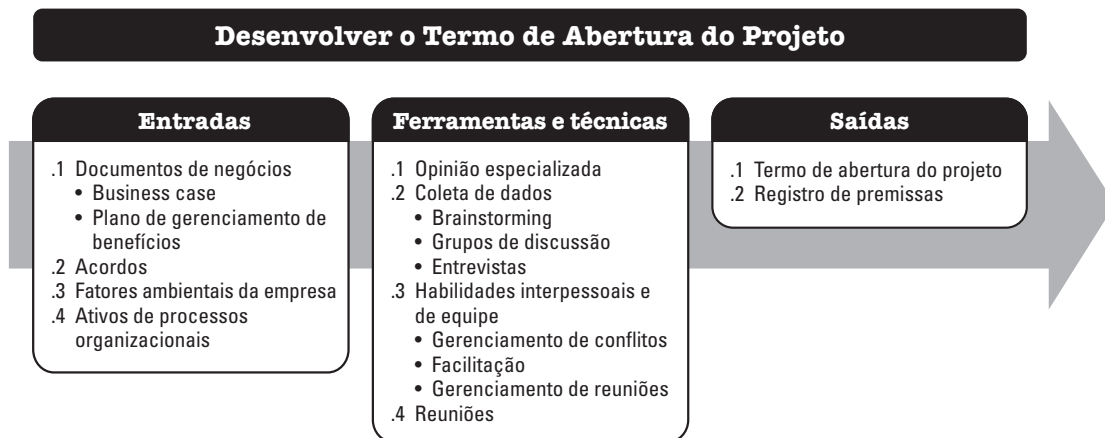 Desenvolver o Termo de Abertura do Projeto
Entradas
.1 Documentos de negócios
• Business case
• Plano de gerenciamento de
benefícios
.2 Acordos
.3 Fatores ambientais da empresa
.4 Ativos de processos
organizacionais
Ferramentas e técnicas
.1 Opinião especializada
.2 Coleta de dados
• Brainstorming
• Grupos de discussão
• Entrevistas
.3 Habilidades interpessoais e
de equipe
• Gerenciamento de conflitos
• Facilitação
• Gerenciamento de reuniões
.4 Reuniões
Saídas
.1 Termo de abertura do projeto
.2 Registro de premissas